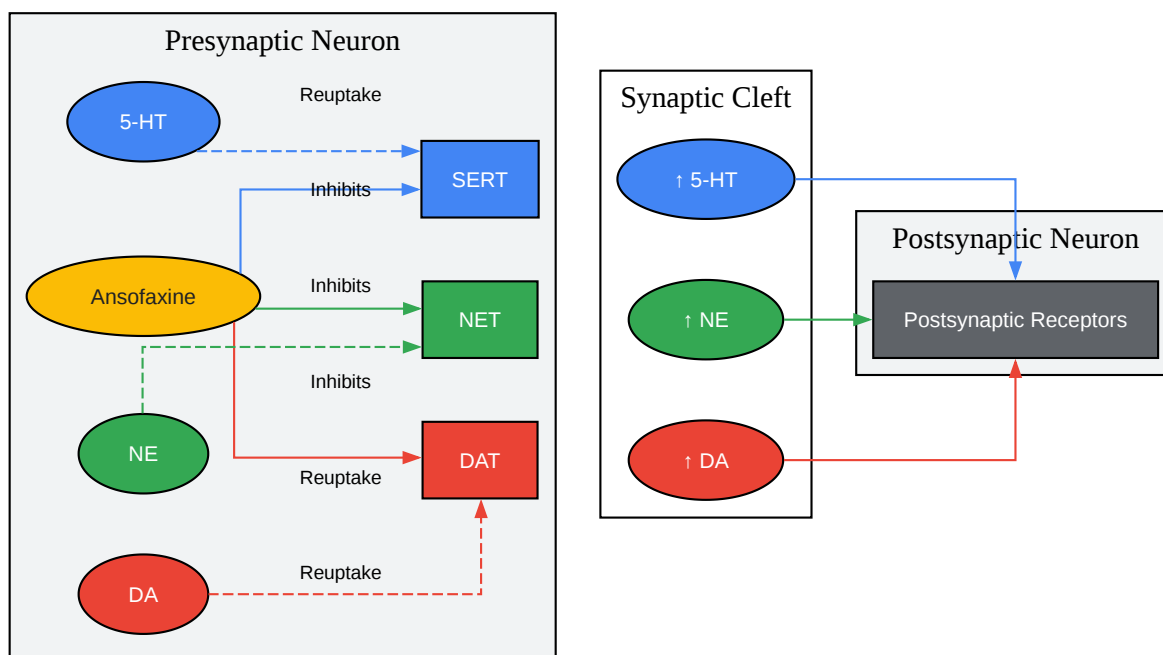 Presynaptic Neuron
5-HT
Reuptake
SERT
Inhibits
Ansofaxine
Inhibits
NET
Inhibits
NE
DAT
Reuptake
DA
Reuptake
Synaptic Cleft
↑ 5-HT
↑ NE
↑ DA
Postsynaptic Neuron
Postsynaptic Receptors